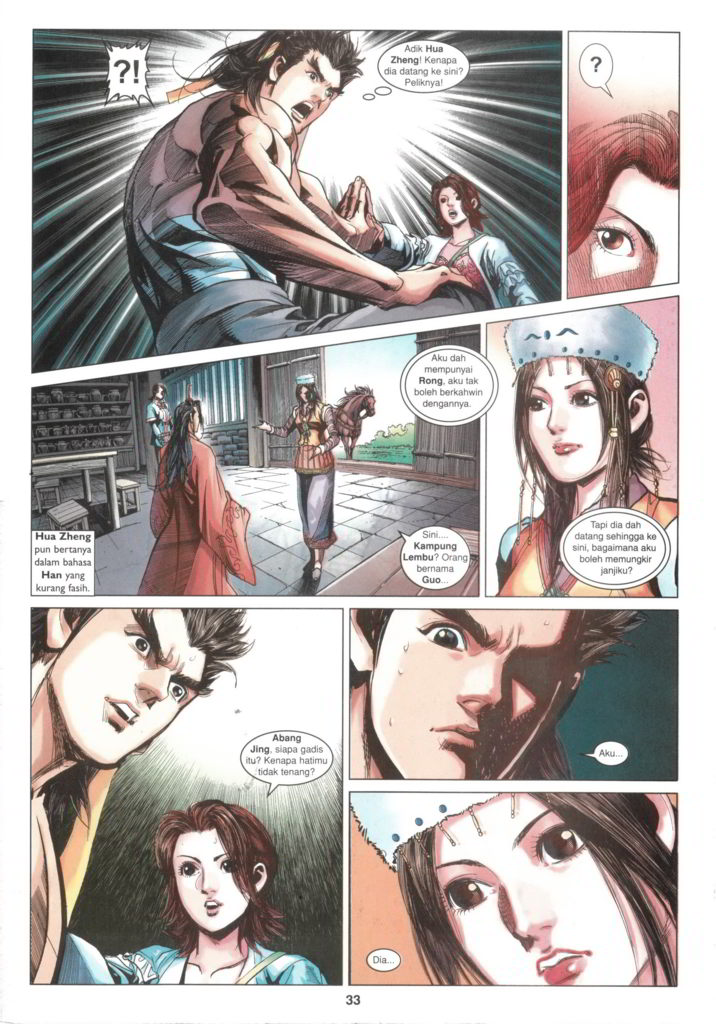 ?!
Adik Hua
Zheng! Kenapa
dia datang ke sini?
Peliknya!
?
Aku dah
mempunyai
Rong, aku tak
boleh berkahwin
dengannya.
Hua Zheng
pun bertanya
dalam bahasa
Han yang
kurang fasih.
Sini....
Kampung
Lembu? Orang
bernama
Guo...
Tapi dia dah
datang sehingga ke
sini, bagaimana aku
boleh memungkir
janjiku?
Abang
Jing, siapa gadis
itu? Kenapa hatimu
tidak tenang?
Aku...
Dia...
33